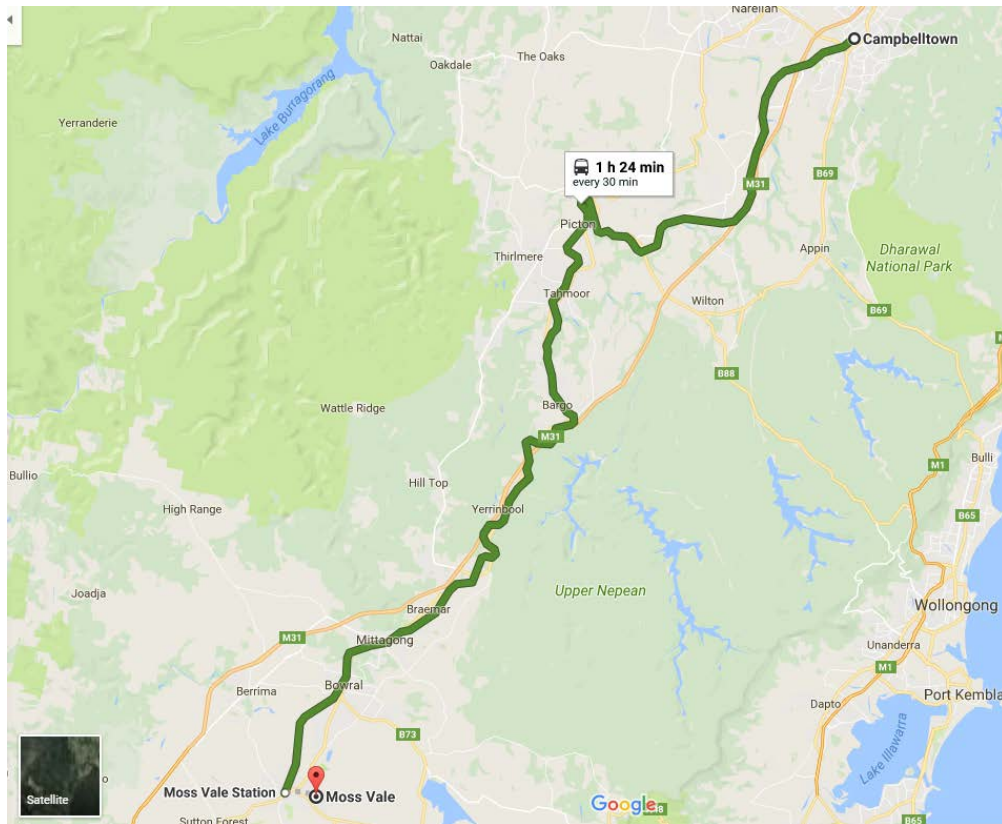 Narellan
Campbelltown
Nattai
The Oaks
Oakdale
Yerranderie
Lake Burragorang
1 h 24 min
every 30 min
B69
M31
Picton
Appin
Thirlmere
Dharawal
National Park
Tahmoor
Wilton
B69
B88
Wattle Ridge
Bargo
M31
Bulli
M1
Bullio
Hill Top
High Range
Yerrinbool
B65
Joadja
Upper Nepean
Braemar
Wollongong
M31
Mittagong
Unanderra
M1
Berrima
Bowral
Dapto
Port Kembla
B73
Lake Illawarra
Satellite
Moss Vale Station
Moss Vale
Google
Sutton Forest
B65